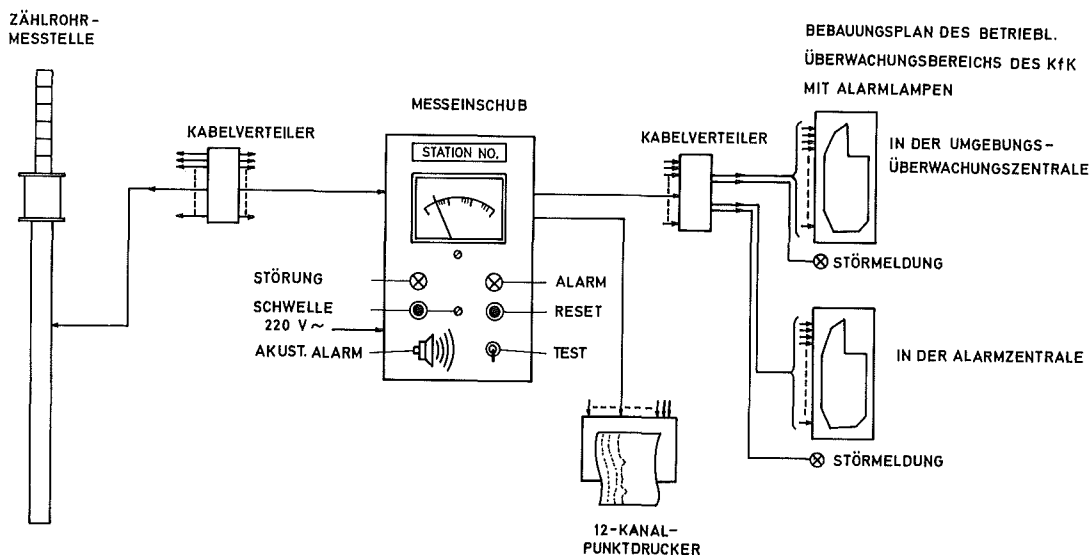 ZÄHLROHR-
MESSTELLE
KABELVERTEILER
MESSEINSCHUB
STATION NO.
STÖRUNG
SCHWELLE
220 V ~
AKUST. ALARM
ALARM
RESET
TEST
12-KANAL-
PUNKTDRUCKER
KABELVERTEILER
BEBAUUNGSPLAN DES BETRIEBL.
ÜBERWACHUNGSBEREICHS DES KfK
MIT ALARMLAMPEN
IN DER UMGEBUNGS-
ÜBERWACHUNGSZENTRALE
STÖRMELDUNG
IN DER ALARMZENTRALE
STÖRMELDUNG